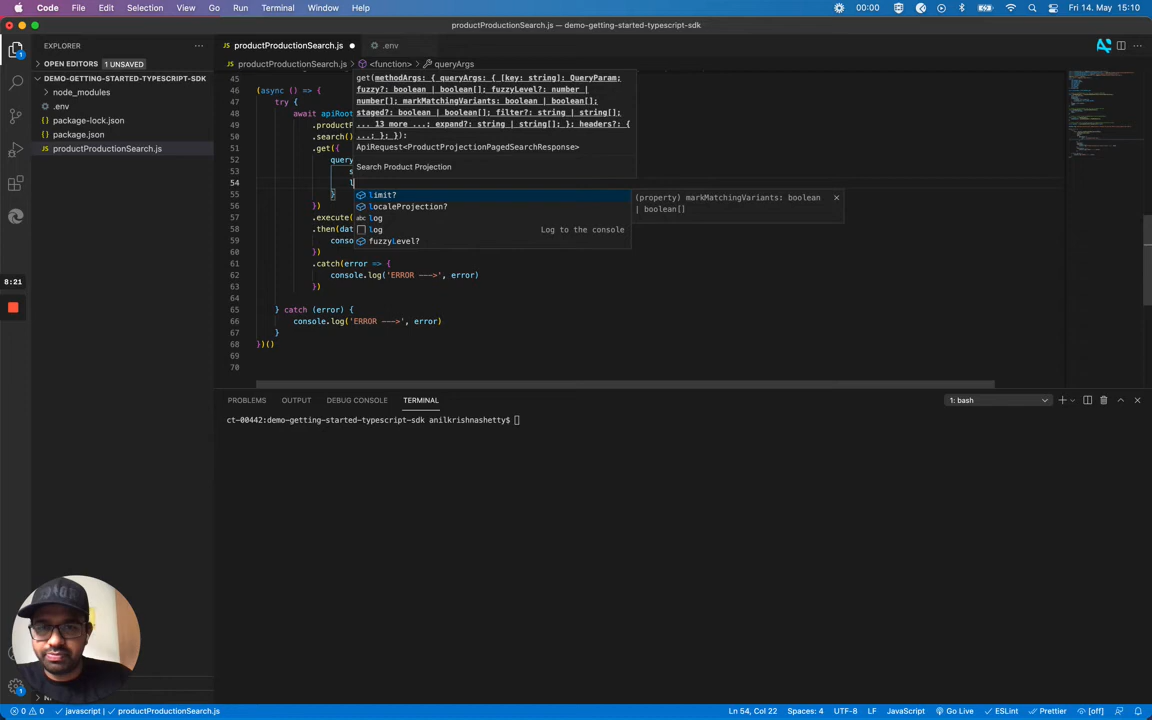 Code File Edit Selection View Go Run Terminal Window Help 00:00 Fri 14. May 15:10
productProductionSearch.js — demo-getting-started-typescript-sdk
EXPLORER
productProductionSearch.js
.env
OPEN EDITORS 1 UNSAVED
productProductionSearch.js > <function> > queryArgs
DEMO-GETTING-STARTED-TYPESCRIPT-SDK
node_modules
.env
package-lock.json
package.json
productProductionSearch.js
get(methodArgs: { queryArgs: { [key: string]: QueryParam;
fuzzy?: boolean | boolean[]; fuzzyLevel?: number |
number[]; markMatchingVariants: boolean | boolean[];
staged?: boolean | boolean[]; filter?: string | string[];
... 13 more ...; expand?: string | string[]; }; headers?: {
...; }; }):
ApiRequest<ProductProjectionPagedSearchResponse>
Search Product Projection
45
46 (async () => {
47 try {
48 await apiRoot
49 .produc
50 .search()
51 .get({
52 query
53 s
54 l
55 }
56 })
57 .execute(
58 .then(dat
59 conso
60 })
61 .catch(error => {
62 console.log('ERROR --->', error)
63 })
64
65 } catch (error) {
66 console.log('ERROR --->', error)
67 }
68 })()
69
70
limit?
localeProjection?
log
log Log to the console
fuzzyLevel?
(property) markMatchingVariants: boolean
| boolean[]
8:21
PROBLEMS OUTPUT DEBUG CONSOLE TERMINAL
1: bash
ct-00442:demo-getting-started-typescript-sdk anilkrishnashetty$
0 0 javascript | productProductionSearch.js Ln 54, Col 22 Spaces: 4 UTF-8 LF JavaScript Go Live ESLint Prettier [off]